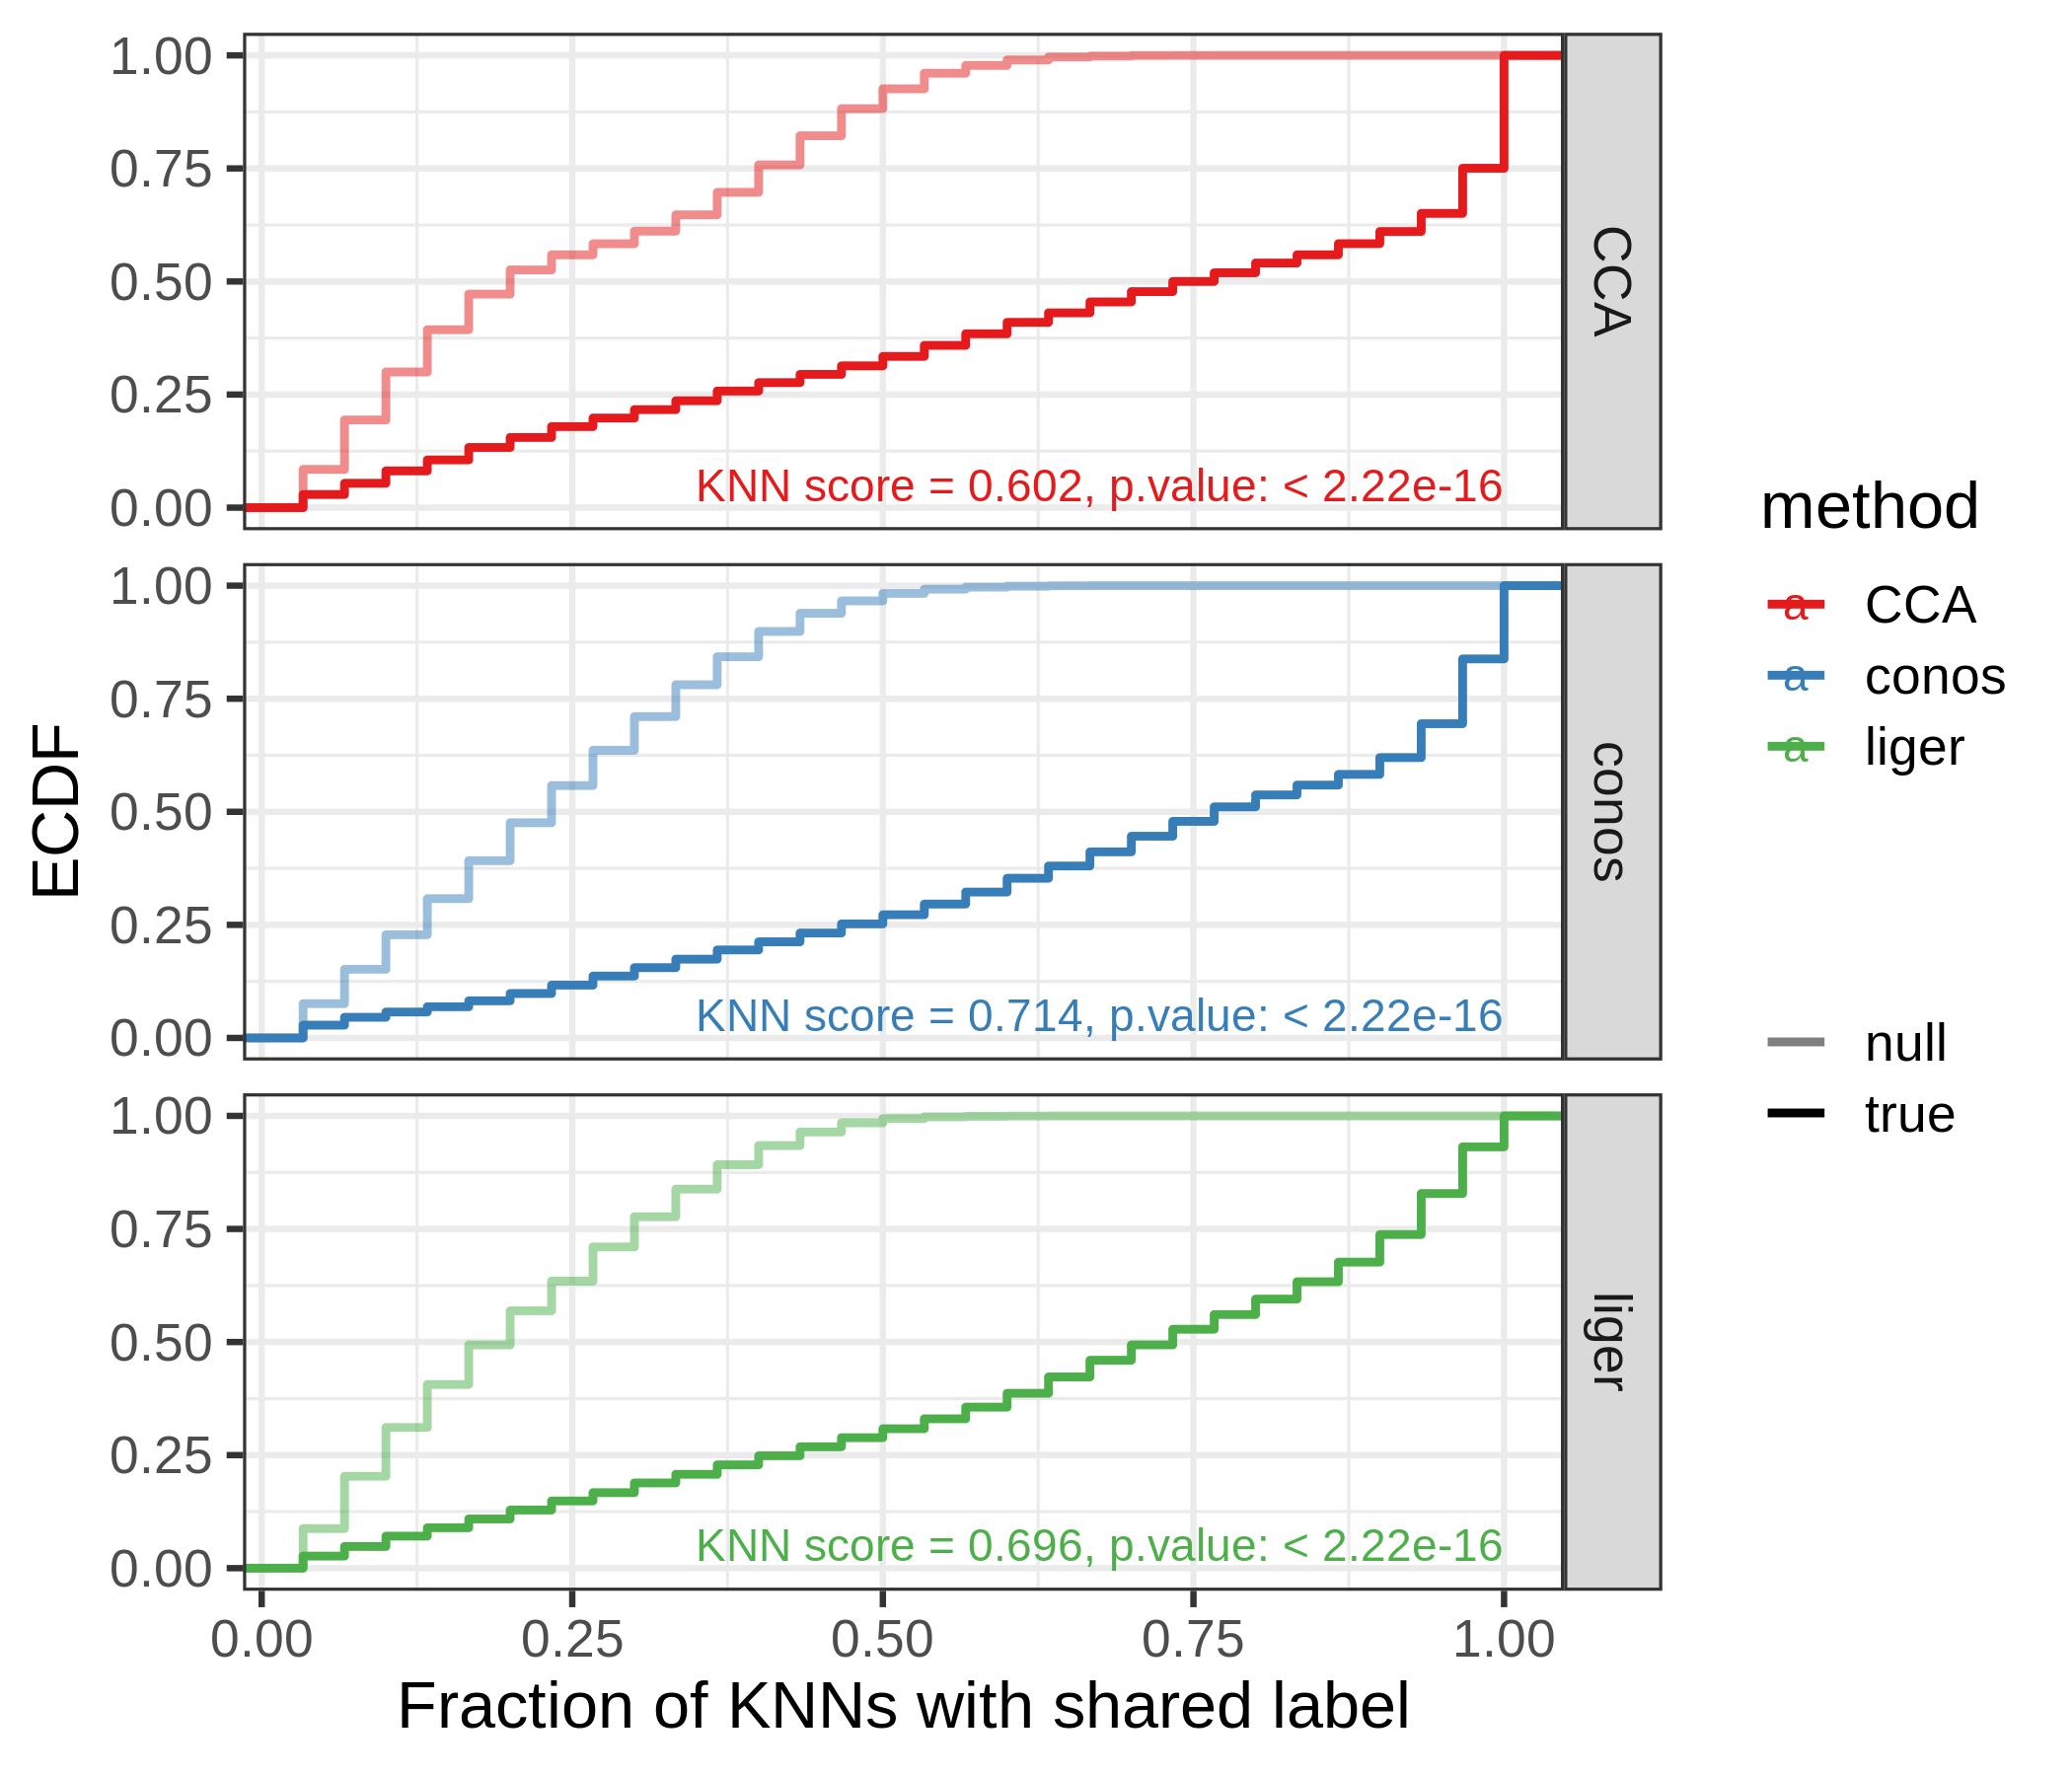 1.00
0.75
0.50
0.25
0.00
KNN score = 0.602, p.value: < 2.22e-16
CCA
1.00
0.75
0.50
0.25
0.00
KNN score = 0.714, p.value: < 2.22e-16
conos
1.00
0.75
0.50
0.25
0.00
KNN score = 0.696, p.value: < 2.22e-16
liger
ECDF
0.00 0.25 0.50 0.75 1.00
Fraction of KNNs with shared label
method
a CCA
a conos
a liger
null
true